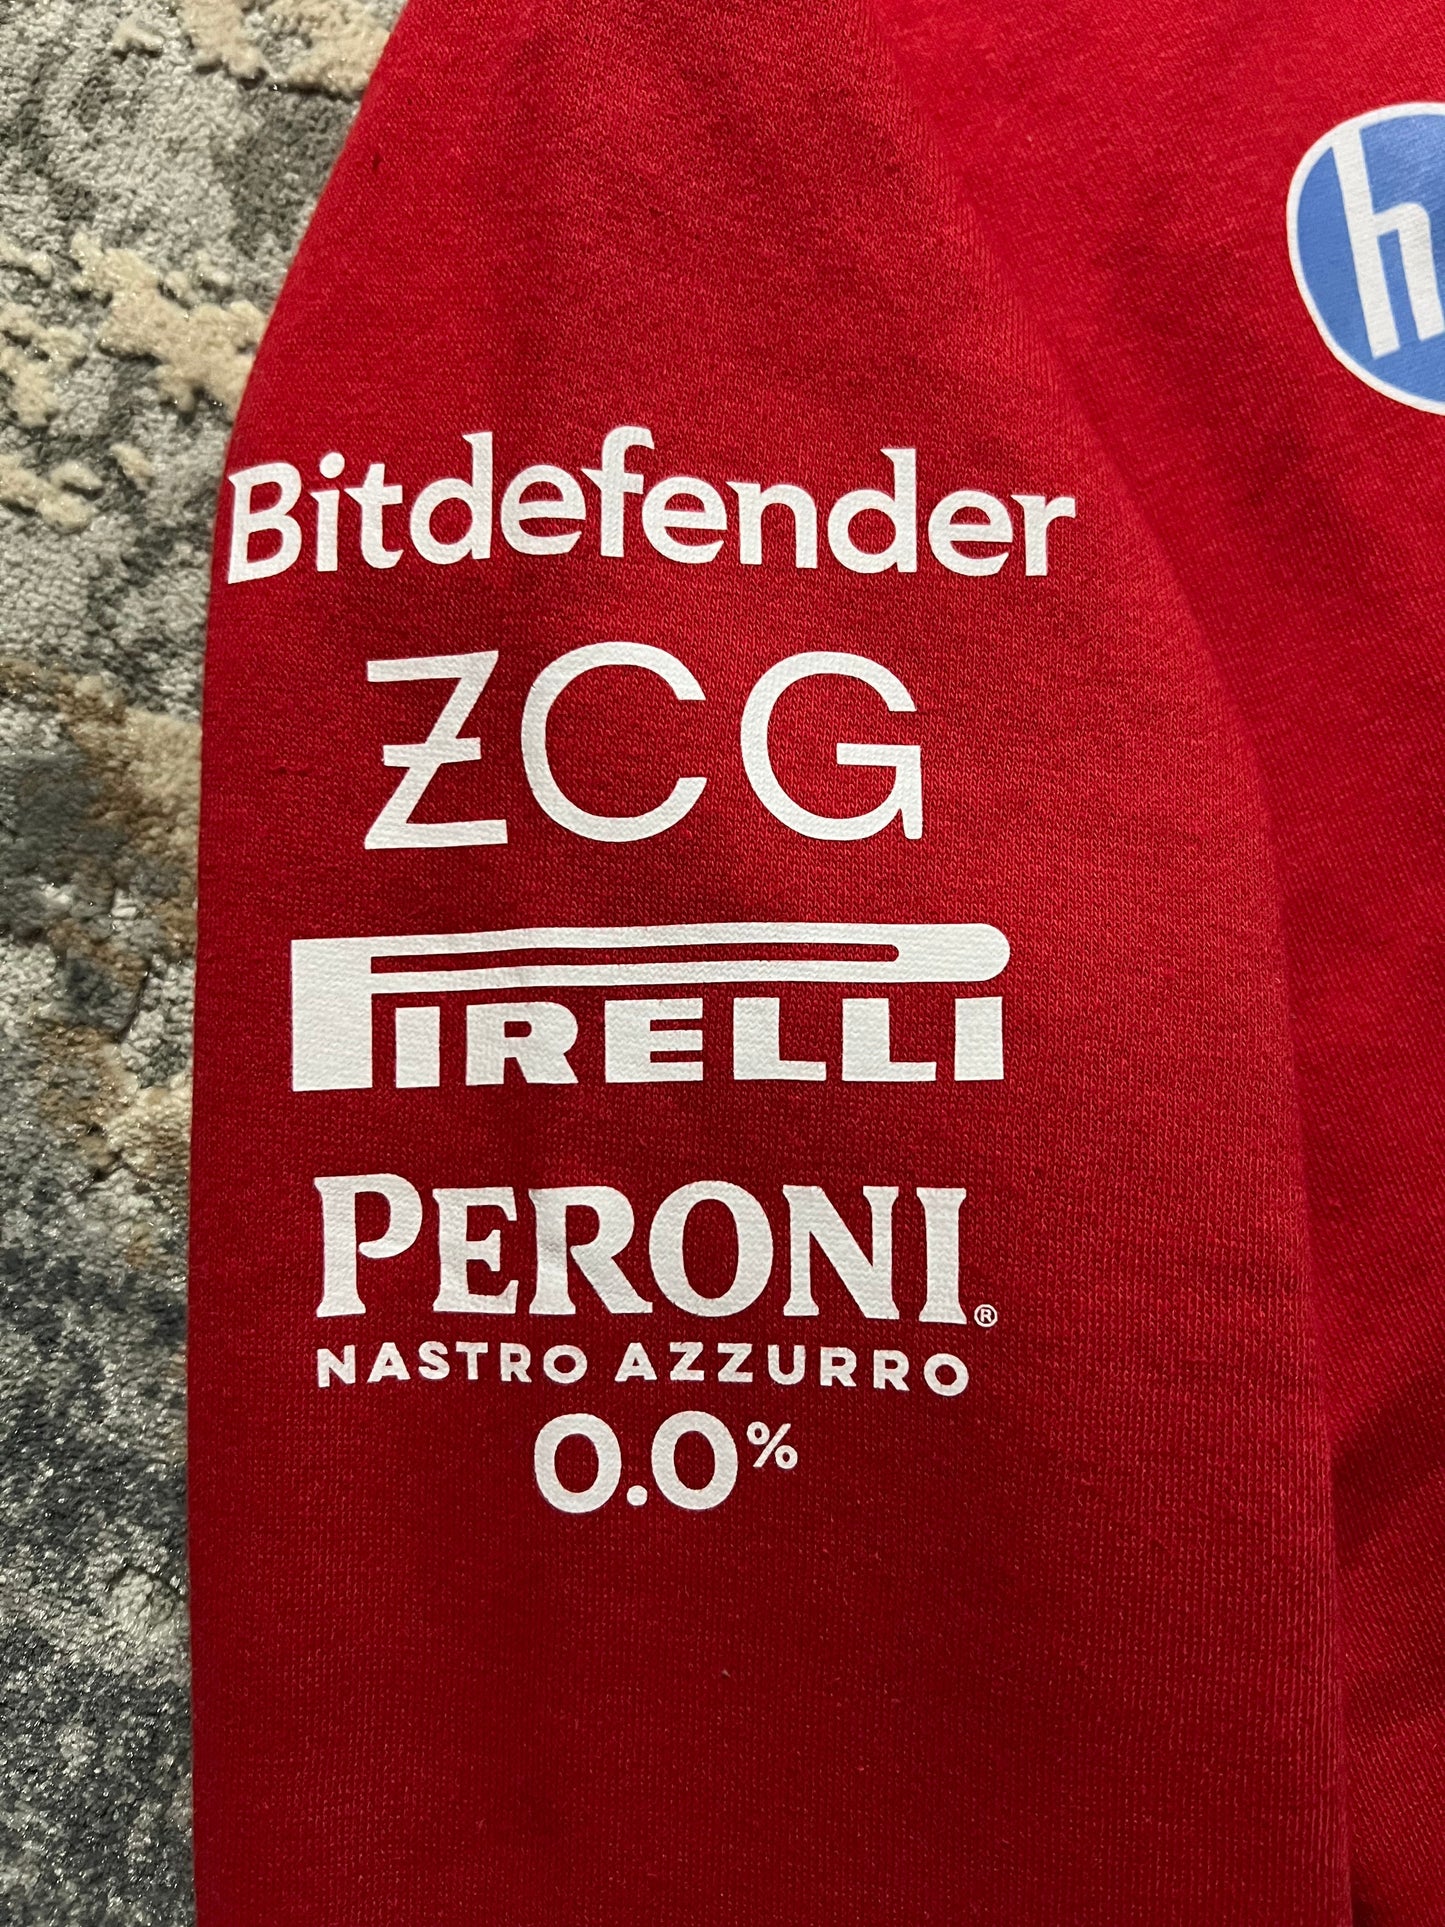 h
Bitdefender
ZCG
PIRELLI
PERONI®
NASTRO AZZURRO
0.0%